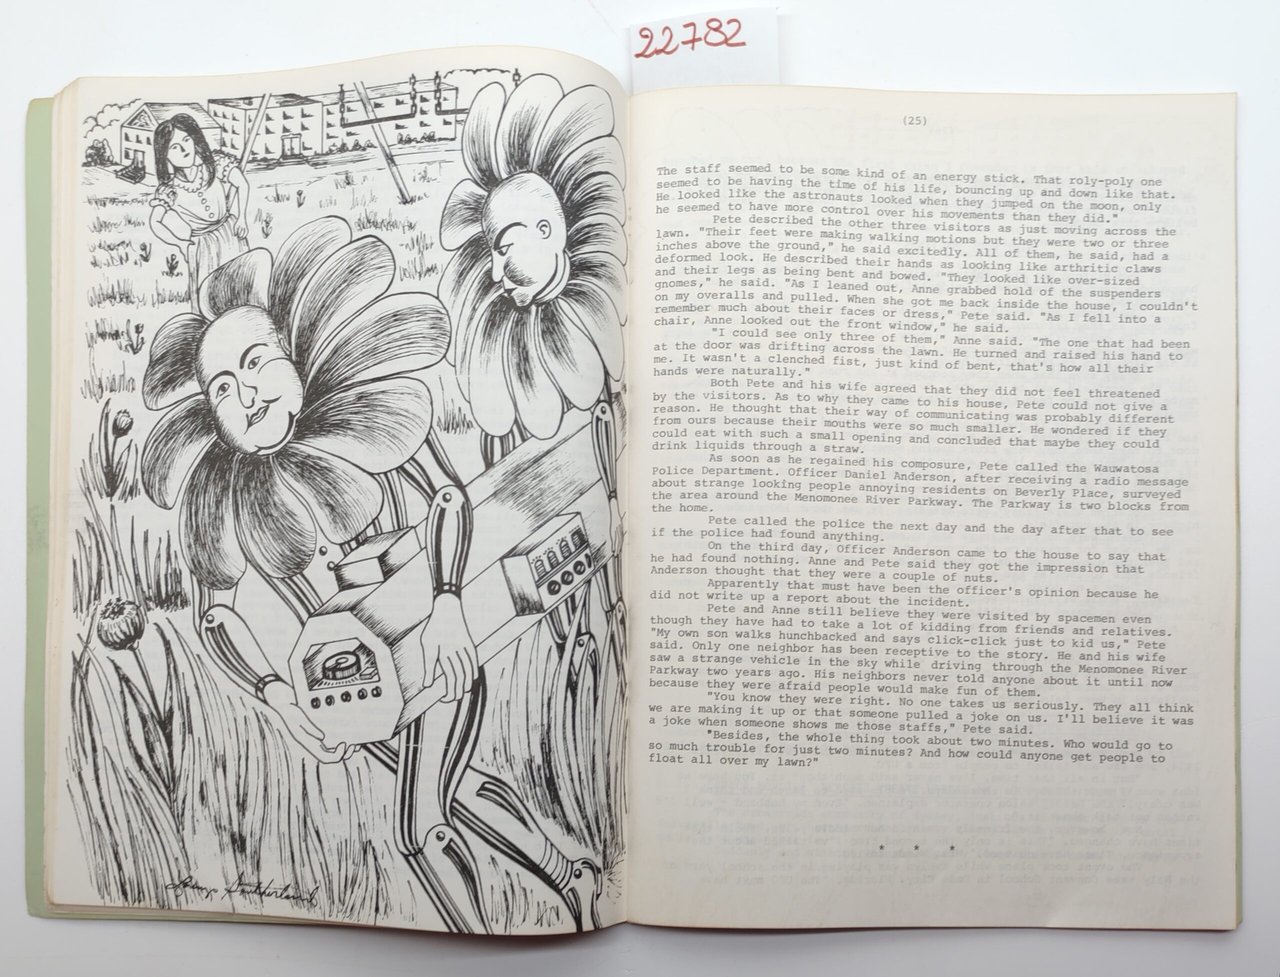 22782
(25)
The staff seemed to be some kind of an energy stick. That roly-poly one
seemed to be having the time of his life, bouncing up and down like that.
He looked like the astronauts looked when they jumped on the moon, only
he seemed to have more control over his movements than they did."
Pete described the other three visitors as just moving across the
lawn. "Their feet were making walking motions but they were two or three
inches above the ground," he said excitedly. All of them, he said, had a
deformed look. He described their hands as looking like arthritic claws
and their legs as being bent and bowed. "They looked like over-sized
gnomes," he said. "As I leaned out, Anne grabbed hold of the suspenders
on my overalls and pulled. When she got me back inside the house, I couldn't
remember much about their faces or dress," Pete said. "As I fell into a
chair, Anne looked out the front window," he said.
"I could see only three of them," Anne said. "The one that had been
at the door was drifting across the lawn. He turned and raised his hand to
me. It wasn't a clenched fist, just kind of bent, that's how all their
hands were naturally."
Both Pete and his wife agreed that they did not feel threatened
by the visitors. As to why they came to his house, Pete could not give a
reason. He thought that their way of communicating was probably different
from ours because their mouths were so much smaller. He wondered if they
could eat with such a small opening and concluded that maybe they could
drink liquids through a straw.
As soon as he regained his composure, Pete called the Wauwatosa
Police Department. Officer Daniel Anderson, after receiving a radio message
about strange looking people annoying residents on Beverly Place, surveyed
the area around the Menomonee River Parkway. The Parkway is two blocks from
the home.
Pete called the police the next day and the day after that to see
if the police had found anything.
On the third day, Officer Anderson came to the house to say that
he had found nothing. Anne and Pete said they got the impression that
Anderson thought that they were a couple of nuts.
Apparently that must have been the officer's opinion because he
did not write up a report about the incident.
Pete and Anne still believe they were visited by spacemen even
though they have had to take a lot of kidding from friends and relatives.
"My own son walks hunchbacked and says click-click just to kid us," Pete
said. Only one neighbor has been receptive to the story. He and his wife
saw a strange vehicle in the sky while driving through the Menomonee River
Parkway two years ago. His neighbors never told anyone about it until now
because they were afraid people would make fun of them.
"You know they were right. No one takes us seriously. They all think
we are making it up or that someone pulled a joke on us. I'll believe it was
a joke when someone shows me those staffs," Pete said.
"Besides, the whole thing took about two minutes. Who would go to
so much trouble for just two minutes? And how could anyone get people to
float all over my lawn?"
* * *